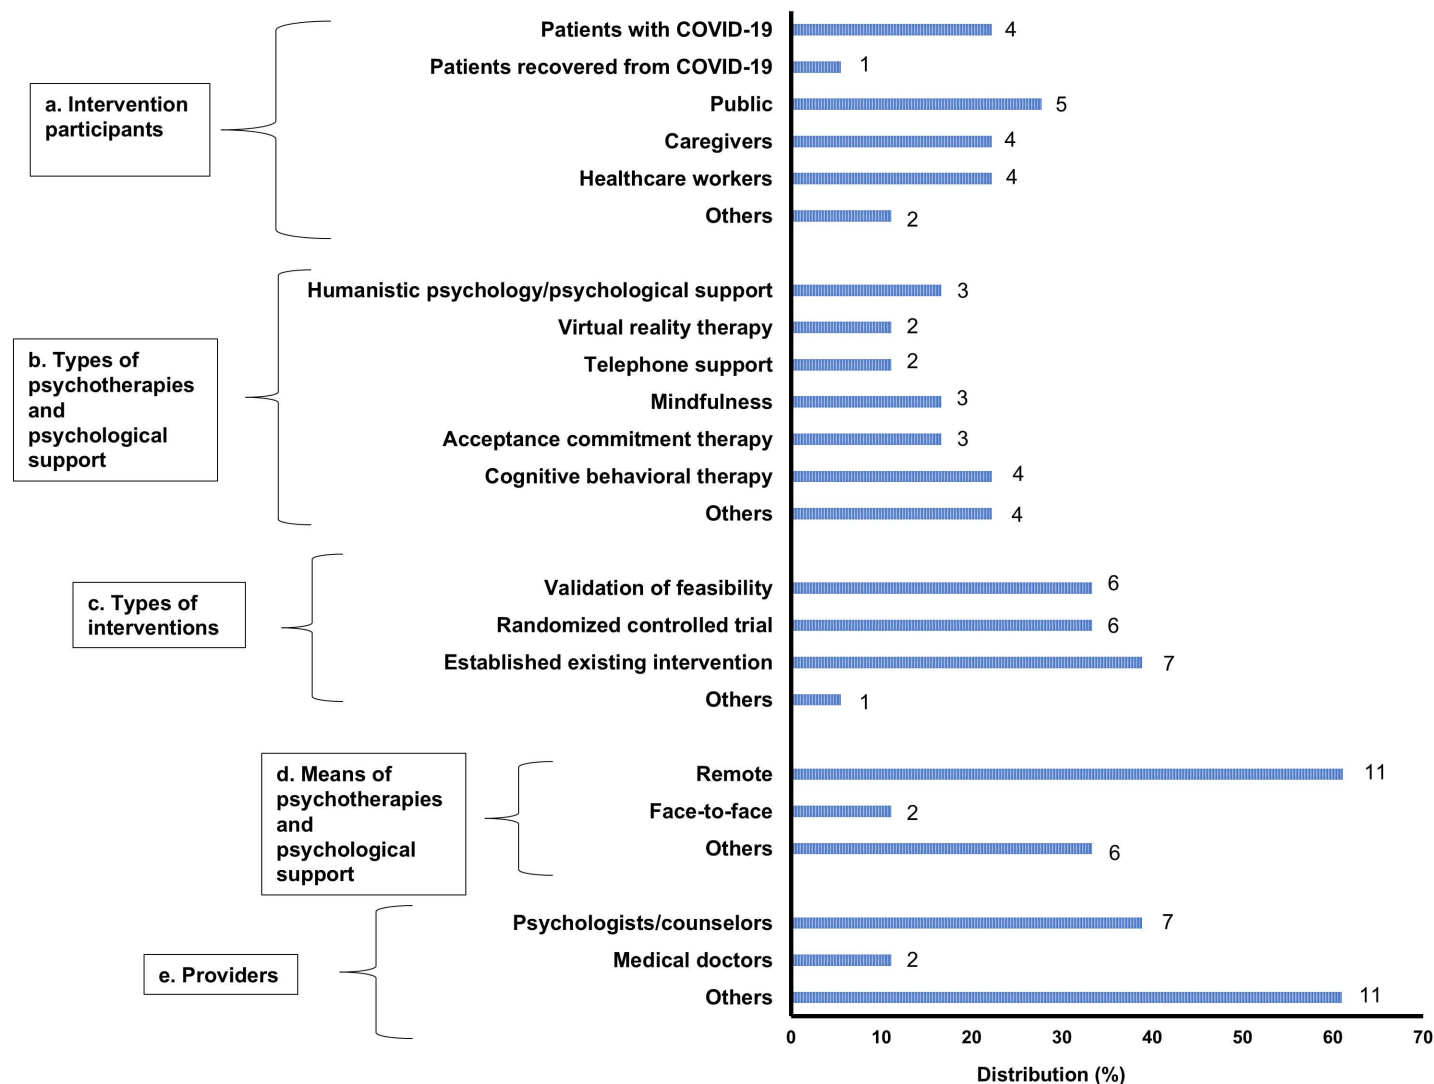 a. Intervention
participants
Patients with COVID-19
4
Patients recovered from COVID-19
1
Public
5
Caregivers
4
Healthcare workers
4
Others
2
b. Types of
psychotherapies
and
psychological
support
Humanistic psychology/psychological support
3
Virtual reality therapy
2
Telephone support
2
Mindfulness
3
Acceptance commitment therapy
3
Cognitive behavioral therapy
4
Others
4
c. Types of
interventions
Validation of feasibility
6
Randomized controlled trial
6
Established existing intervention
7
Others
1
d. Means of
psychotherapies
and
psychological
support
Remote
11
Face-to-face
2
Others
6
e. Providers
Psychologists/counselors
7
Medical doctors
2
Others
11
0 10 20 30 40 50 60 70
Distribution (%)